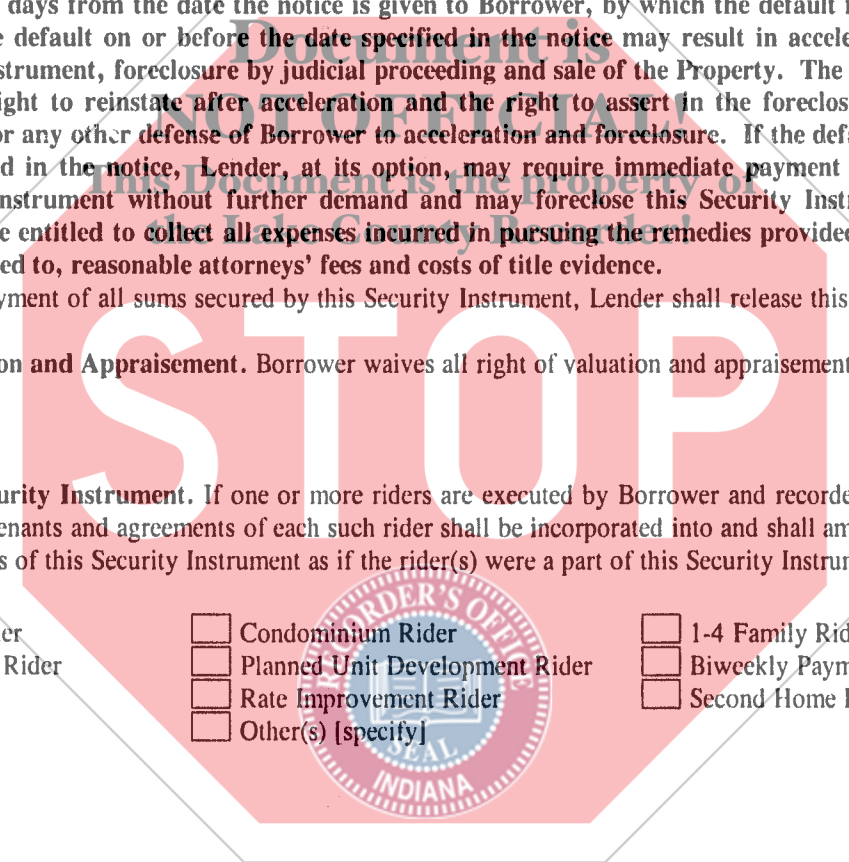 days from the date the notice is given to Borrower, by which the default
e default on or before the date specified in the notice may result in accele
strument, foreclosure by judicial proceeding and sale of the Property. The
ight to reinstate after acceleration and the right to assert in the foreclos
or any other defense of Borrower to acceleration and foreclosure. If the def
d in the notice, Lender, at its option, may require immediate payment
nstrument without further demand and may foreclose this Security Instr
e entitled to collect all expenses incurred in pursuing the remedies provided
ed to, reasonable attorneys' fees and costs of title evidence.
yment of all sums secured by this Security Instrument, Lender shall release this
on and Appraisement. Borrower waives all right of valuation and appraisement
urity Instrument. If one or more riders are executed by Borrower and recorde
enants and agreements of each such rider shall be incorporated into and shall am
s of this Security Instrument as if the rider(s) were a part of this Security Instrum
er Condominium Rider 1-4 Family Rid
Rider Planned Unit Development Rider Biweekly Paym
Rate Improvement Rider Second Home
Other(s) [specify]
Document is
NOT OFFICIAL!
This Document is the property of
the Lake County Recorder!
STOP
RECORDER'S OFFICE
SEAL
INDIANA